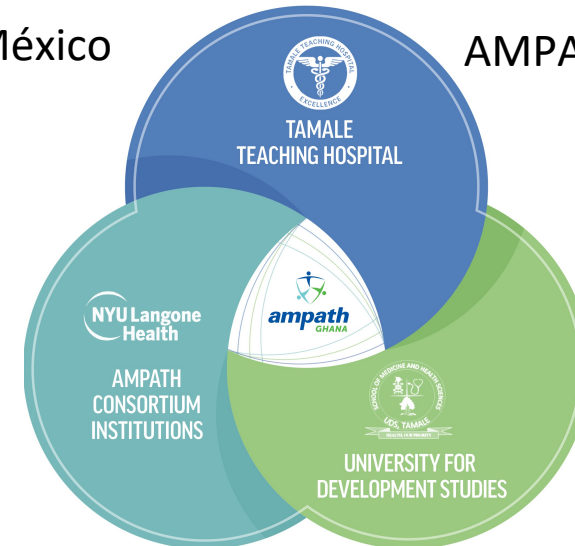 México
AMPA
TAMALE TEACHING HOSPITAL
EXCELLENCE
TAMALE
TEACHING HOSPITAL
NYU Langone
Health
ampath
GHANA
AMPATH
CONSORTIUM
INSTITUTIONS
SCHOOL OF MEDICINE AND HEALTH SCIENCES
UDS, TAMALE
UNIVERSITY FOR
DEVELOPMENT STUDIES